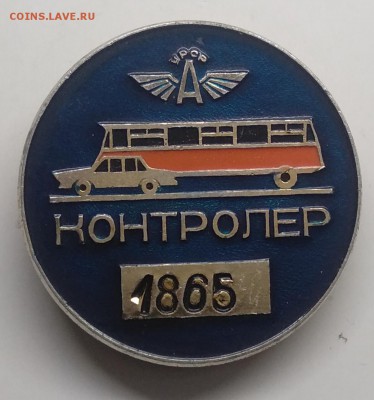 COINS.LAVE.RU
УРСР
А
КОНТРОЛЕР
1865